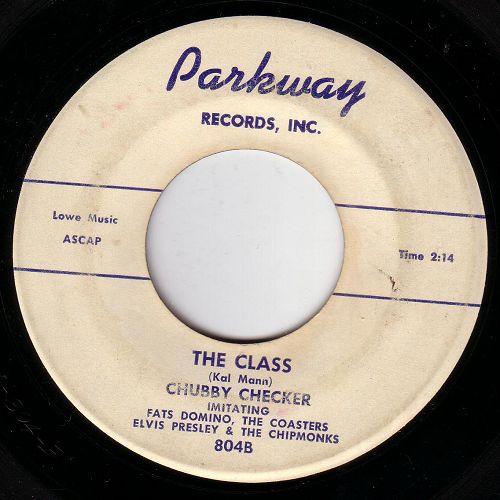 Parkway
RECORDS, INC.
Lowe Music
ASCAP
Time 2:14
THE CLASS
(Kal Mann)
CHUBBY CHECKER
IMITATING
FATS DOMINO, THE COASTERS
ELVIS PRESLEY & THE CHIPMONKS
804B